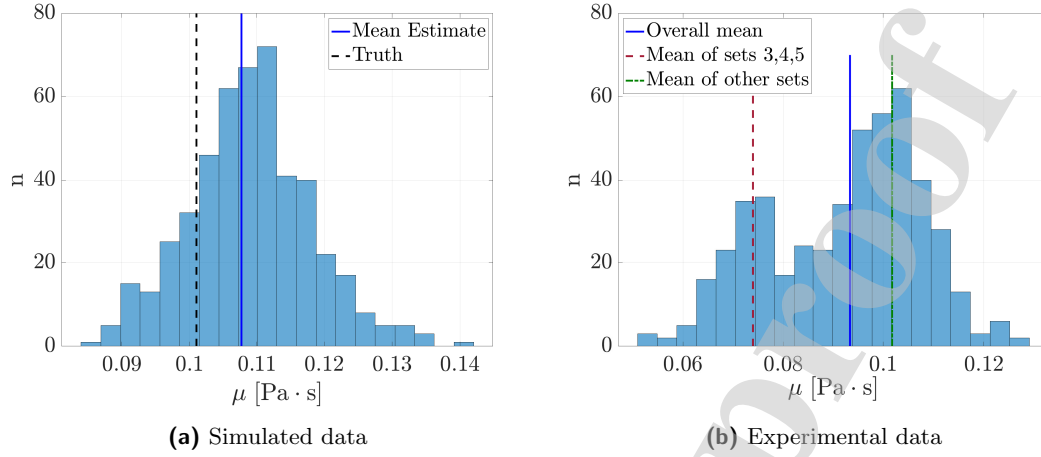 80
60
40
20
0
n
0.09
0.1
0.11
0.12
0.13
0.14
μ [Pa · s]
Mean Estimate
Truth
(a) Simulated data
80
60
40
20
0
n
0.06
0.08
0.1
0.12
μ [Pa · s]
Overall mean
Mean of sets 3,4,5
Mean of other sets
(b) Experimental data
proof